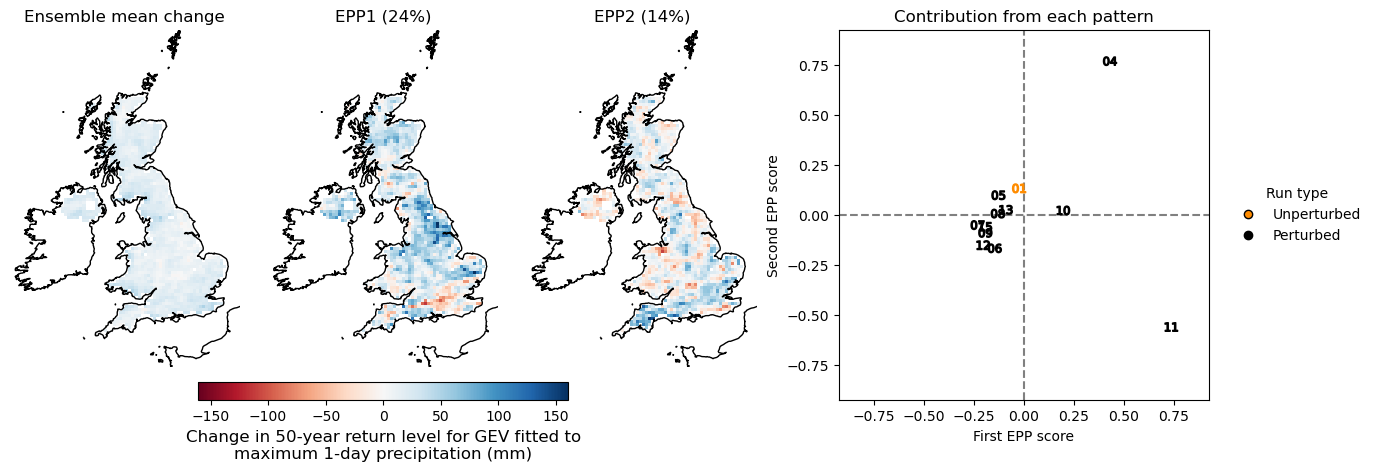 Ensemble mean change
EPP1 (24%)
EPP2 (14%)
Contribution from each pattern
−150 −100 −50 0 50 100 150
Change in 50-year return level for GEV fitted to
maximum 1-day precipitation (mm)
Second EPP score
0.75
0.50
0.25
0.00
−0.25
−0.50
−0.75
04
01
05
13
10
08
07
09
12
06
11
−0.75 −0.50 −0.25 0.00 0.25 0.50 0.75
First EPP score
Run type
Unperturbed
Perturbed